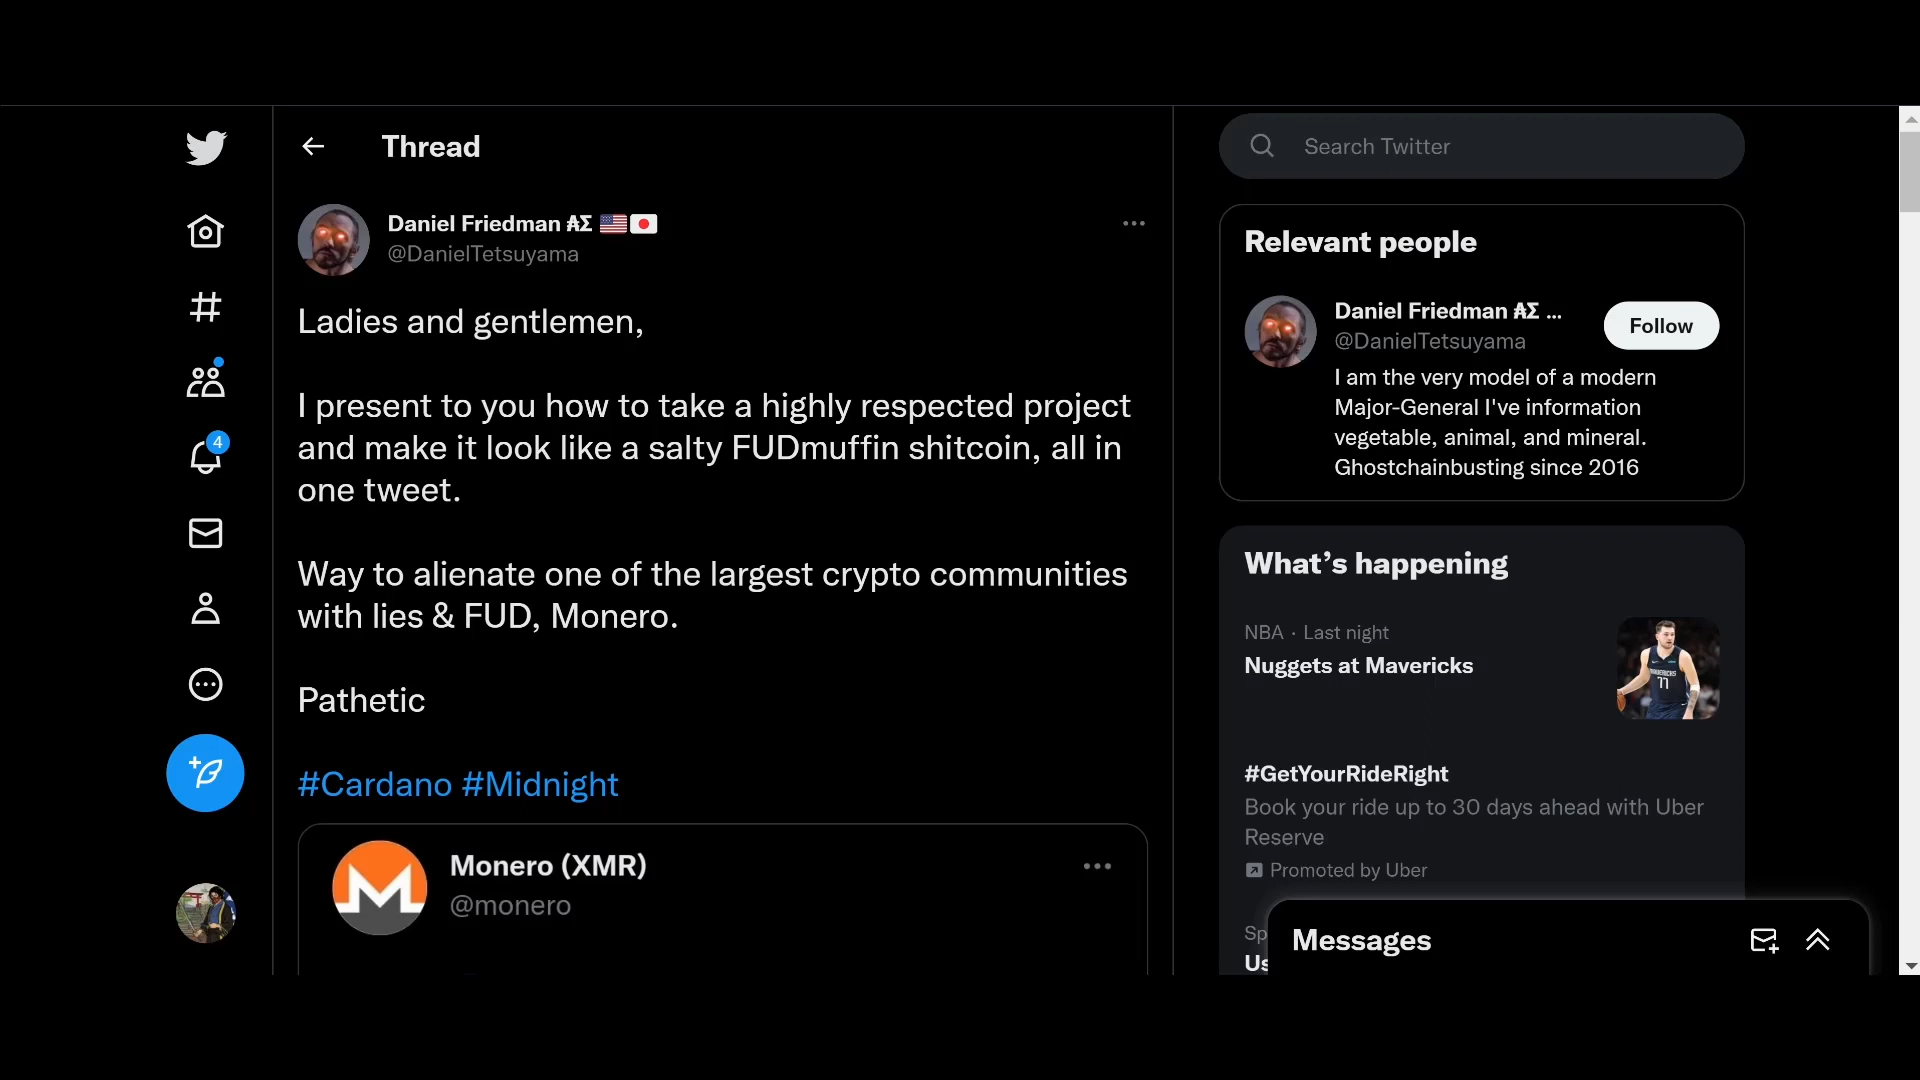 Thread
Daniel Friedman ₳Σ 🇺🇸🇯🇵
@DanielTetsuyama
Ladies and gentlemen,
I present to you how to take a highly respected project
and make it look like a salty FUDmuffin shitcoin, all in
one tweet.
Way to alienate one of the largest crypto communities
with lies & FUD, Monero.
Pathetic
#Cardano #Midnight
Monero (XMR)
@monero
4
Search Twitter
Relevant people
Daniel Friedman ₳Σ ...
@DanielTetsuyama
Follow
I am the very model of a modern
Major-General I've information
vegetable, animal, and mineral.
Ghostchainbusting since 2016
What’s happening
NBA · Last night
Nuggets at Mavericks
MAVERICKS
77
#GetYourRideRight
Book your ride up to 30 days ahead with Uber
Reserve
Promoted by Uber
Sp
Us
Messages